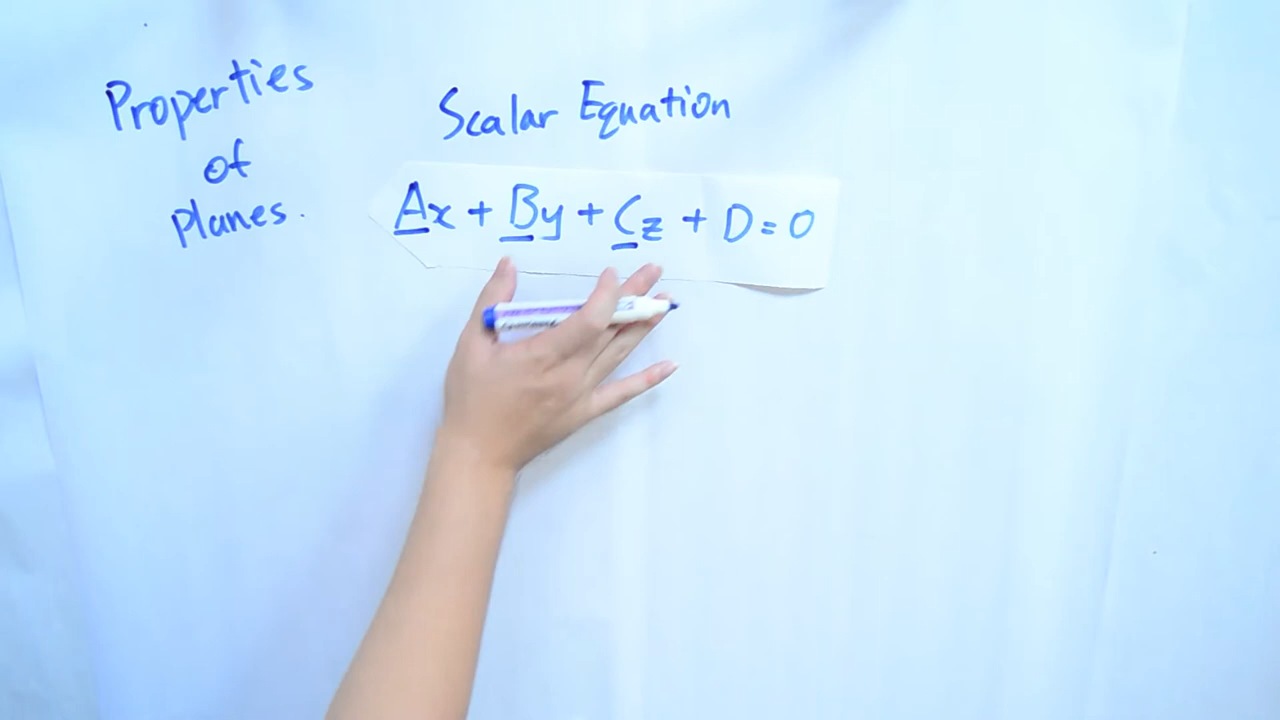 Properties
of
planes.
Scalar Equation
Ax + By + Cz + D = 0